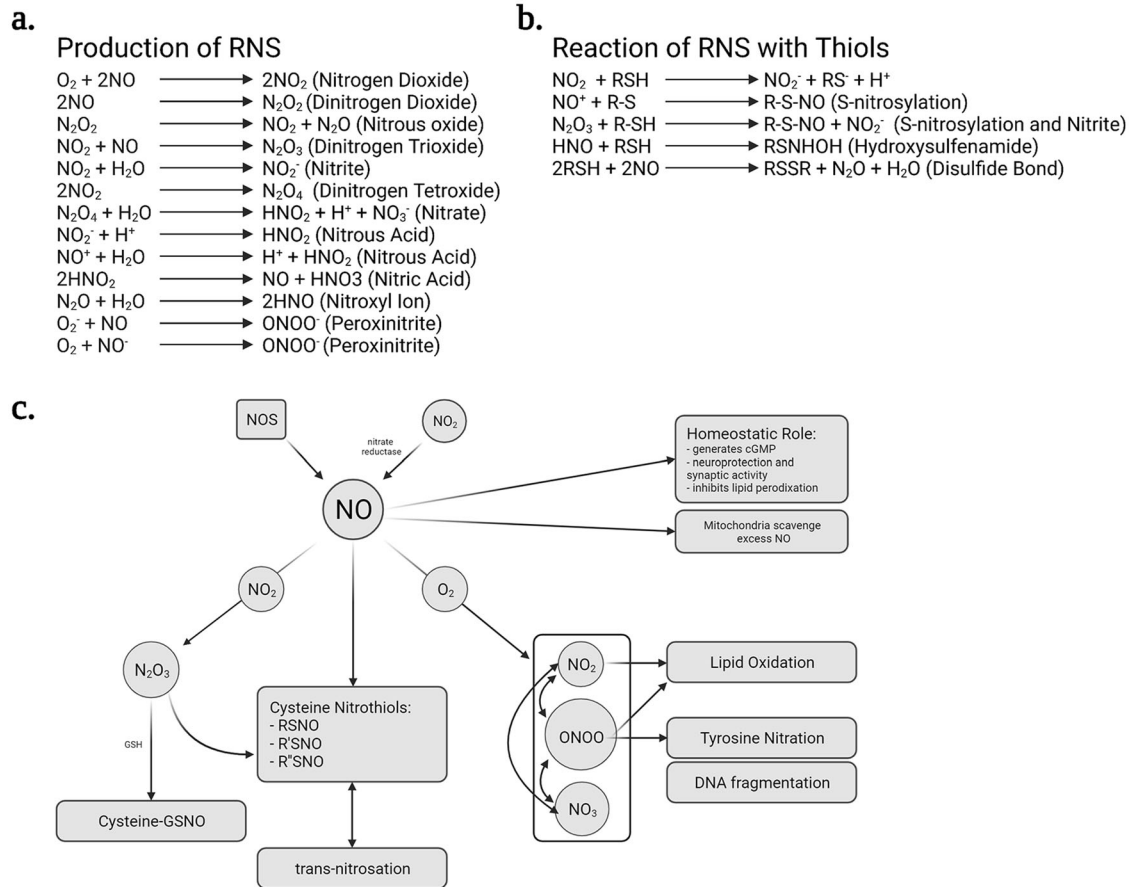 a.
Production of RNS
O₂ + 2NO → 2NO₂ (Nitrogen Dioxide)
2NO → N₂O₂ (Dinitrogen Dioxide)
N₂O₂ → NO₂ + N₂O (Nitrous oxide)
NO₂ + NO → N₂O₃ (Dinitrogen Trioxide)
NO₂ + H₂O → NO₂⁻ (Nitrite)
2NO₂ → N₂O₄ (Dinitrogen Tetroxide)
N₂O₄ + H₂O → HNO₂ + H⁺ + NO₃⁻ (Nitrate)
NO₂⁻ + H⁺ → HNO₂ (Nitrous Acid)
NO⁺ + H₂O → H⁺ + HNO₂ (Nitrous Acid)
2HNO₂ → NO + HNO3 (Nitric Acid)
N₂O + H₂O → 2HNO (Nitroxyl Ion)
O₂⁻ + NO → ONOO⁻ (Peroxinitrite)
O₂ + NO⁻ → ONOO⁻ (Peroxinitrite)
b.
Reaction of RNS with Thiols
NO₂ + RSH → NO₂⁻ + RS⁻ + H⁺
NO⁺ + R-S → R-S-NO (S-nitrosylation)
N₂O₃ + R-SH → R-S-NO + NO₂⁻ (S-nitrosylation and Nitrite)
HNO + RSH → RSNHOH (Hydroxysulfenamide)
2RSH + 2NO → RSSR + N₂O + H₂O (Disulfide Bond)
c.
NOS
NO₂
nitrate
reductase
NO
Homeostatic Role:
- generates cGMP
- neuroprotection and
synaptic activity
- inhibits lipid perodixation
Mitochondria scavenge
excess NO
NO₂
O₂
N₂O₃
GSH
Cysteine-GSNO
Cysteine Nitrothiols:
- RSNO
- R'SNO
- R"SNO
trans-nitrosation
NO₂
ONOO
NO₃
Lipid Oxidation
Tyrosine Nitration
DNA fragmentation